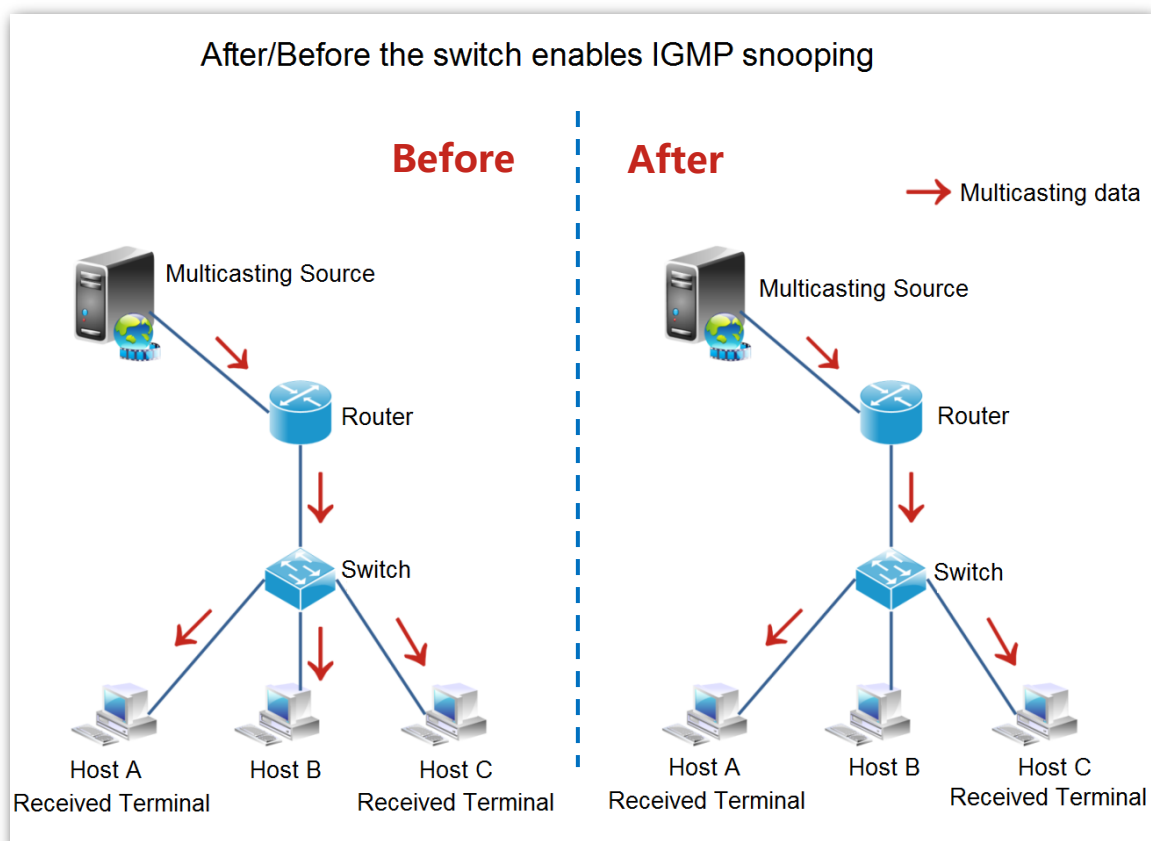 After/Before the switch enables IGMP snooping
Before
After
Multicasting data
Multicasting Source
Router
Switch
Host A
Received Terminal
Host B
Host C
Received Terminal
Multicasting Source
Router
Switch
Host A
Received Terminal
Host B
Host C
Received Terminal